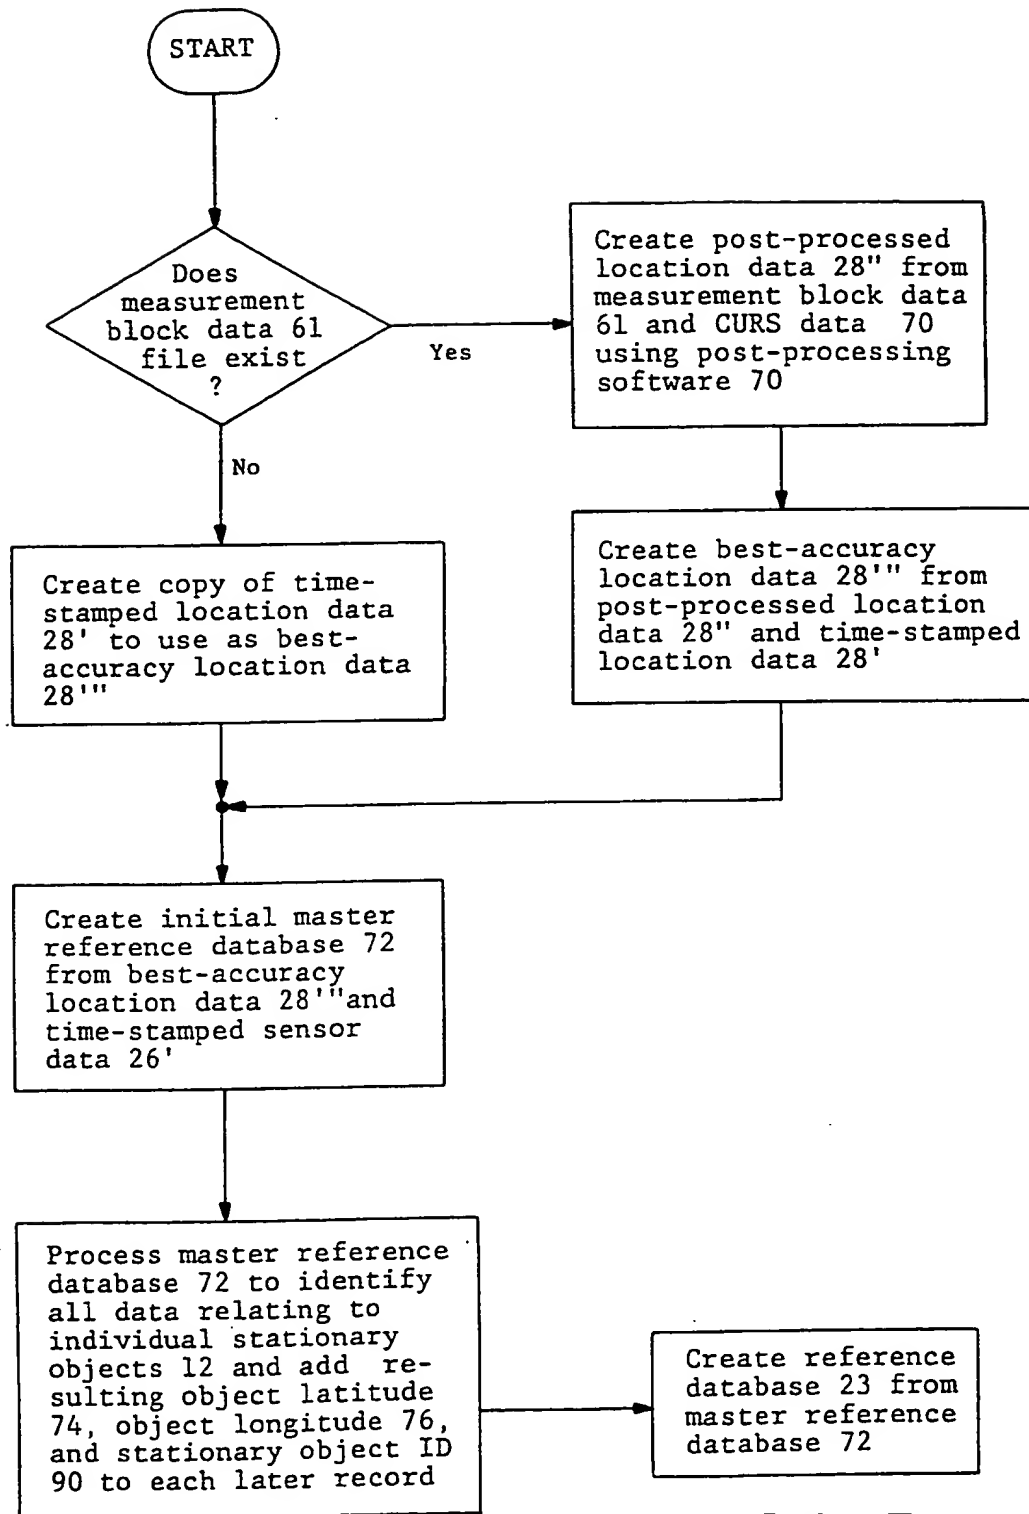 START
Does
measurement
block data 61
file exist
?
Yes
No
Create post-processed
location data 28" from
measurement block data
61 and CURS data 70
using post-processing
software 70
Create best-accuracy
location data 28'" from
post-processed location
data 28" and time-stamped
location data 28'
Create copy of time-
stamped location data
28' to use as best-
accuracy location data
28'"
Create initial master
reference database 72
from best-accuracy
location data 28'"and
time-stamped sensor
data 26'
Process master reference
database 72 to identify
all data relating to
individual stationary
objects 12 and add re-
sulting object latitude
74, object longitude 76,
and stationary object ID
90 to each later record
Create reference
database 23 from
master reference
database 72